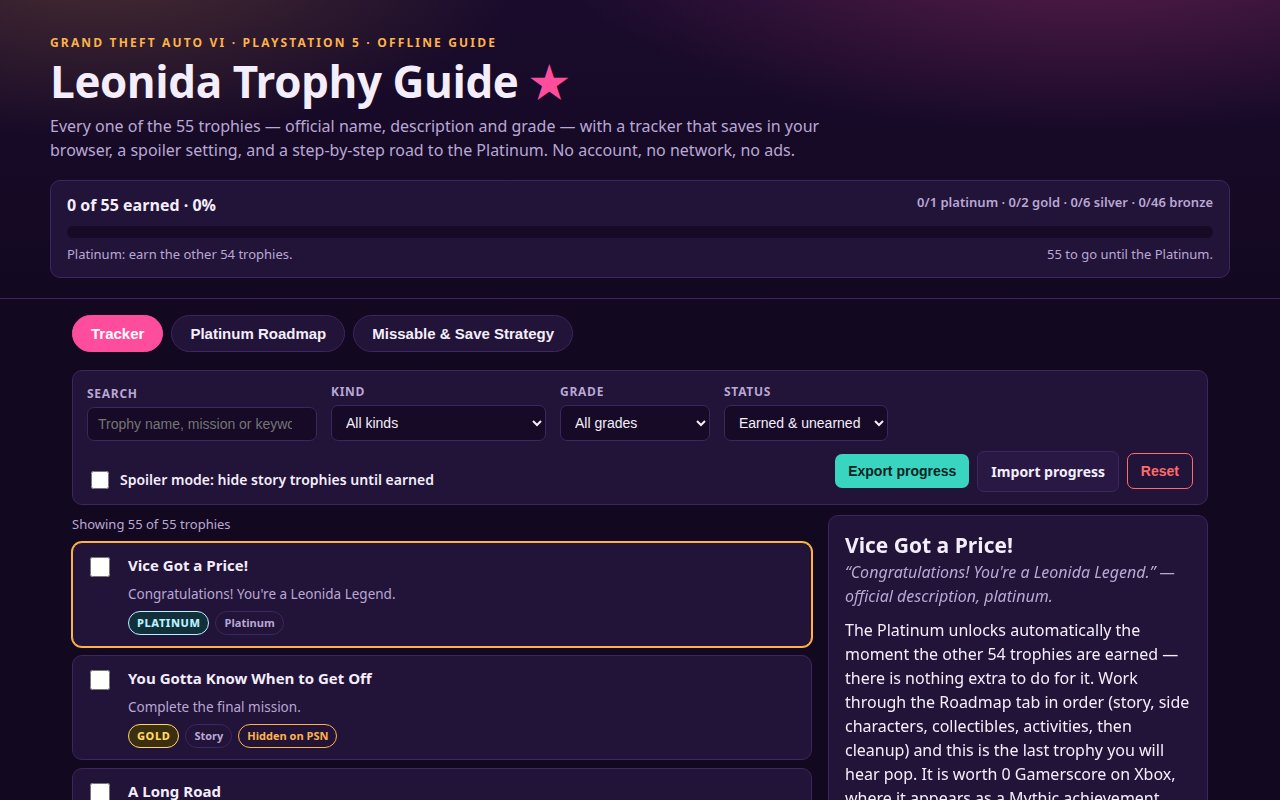 GRAND THEFT AUTO VI · PLAYSTATION 5 · OFFLINE GUIDE
Leonida Trophy Guide ★
Every one of the 55 trophies — official name, description and grade — with a tracker that saves in your
browser, a spoiler setting, and a step-by-step road to the Platinum. No account, no network, no ads.
0 of 55 earned · 0%
0/1 platinum · 0/2 gold · 0/6 silver · 0/46 bronze
Platinum: earn the other 54 trophies.
55 to go until the Platinum.
Tracker
Platinum Roadmap
Missable & Save Strategy
SEARCH
KIND
GRADE
STATUS
Trophy name, mission or keywc
All kinds
All grades
Earned & unearned
Spoiler mode: hide story trophies until earned
Export progress
Import progress
Reset
Showing 55 of 55 trophies
Vice Got a Price!
Congratulations! You're a Leonida Legend.
PLATINUM
Platinum
You Gotta Know When to Get Off
Complete the final mission.
GOLD
Story
Hidden on PSN
A Long Road
Vice Got a Price!
“Congratulations! You're a Leonida Legend.” —
official description, platinum.
The Platinum unlocks automatically the
moment the other 54 trophies are earned —
there is nothing extra to do for it. Work
through the Roadmap tab in order (story, side
characters, collectibles, activities, then
cleanup) and this is the last trophy you will
hear pop. It is worth 0 Gamerscore on Xbox,
where it appears as a Mythic achievement